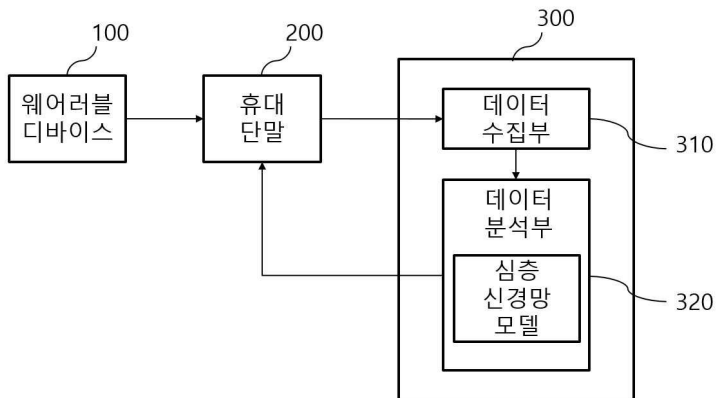 100
200
300
웨어러블
디바이스
휴대
단말
데이터
수집부
310
데이터
분석부
심층
신경망
모델
320